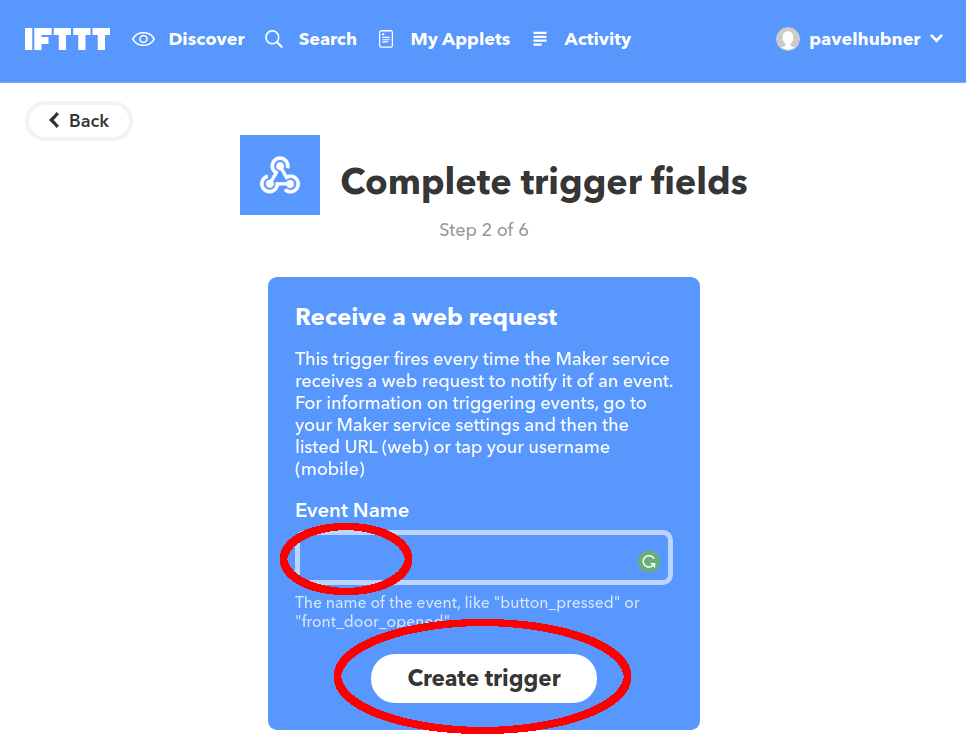 IFTTT Discover Search My Applets Activity pavelhubner
Back
Complete trigger fields
Step 2 of 6
Receive a web request
This trigger fires every time the Maker service
receives a web request to notify it of an event.
For information on triggering events, go to
your Maker service settings and then the
listed URL (web) or tap your username
(mobile)
Event Name
The name of the event, like "button_pressed" or
"front_door_opened"
Create trigger